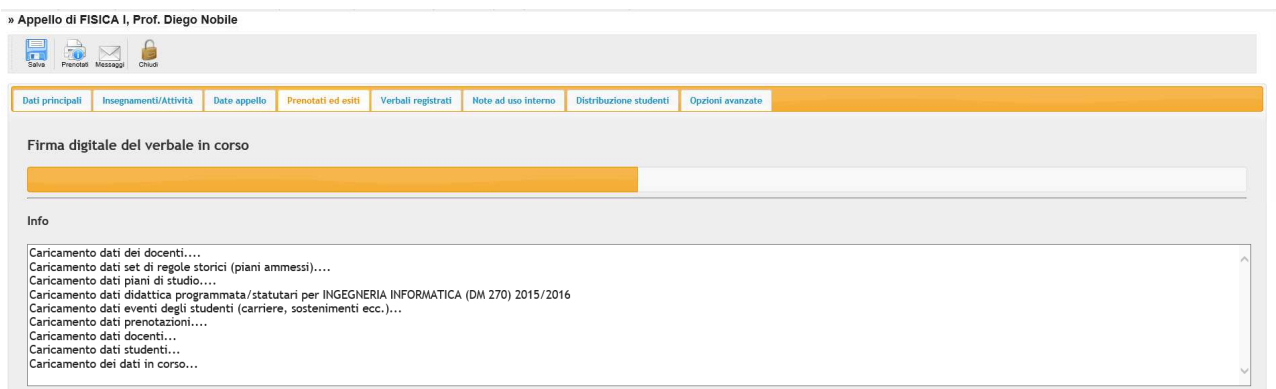 » Appello di FISICA I, Prof. Diego Nobile
Salva Prenotati Messaggi Chiudi
Dati principali Insegnamenti/Attività Date appello Prenotati ed esiti Verbali registrati Note ad uso interno Distribuzione studenti Opzioni avanzate
Firma digitale del verbale in corso
Info
Caricamento dati dei docenti....
Caricamento dati set di regole storici (piani ammessi)....
Caricamento dati piani di studio....
Caricamento dati didattica programmata/statutari per INGEGNERIA INFORMATICA (DM 270) 2015/2016
Caricamento dati eventi degli studenti (carriere, sostenimenti ecc.)...
Caricamento dati prenotazioni....
Caricamento dati docenti...
Caricamento dati studenti...
Caricamento dei dati in corso...